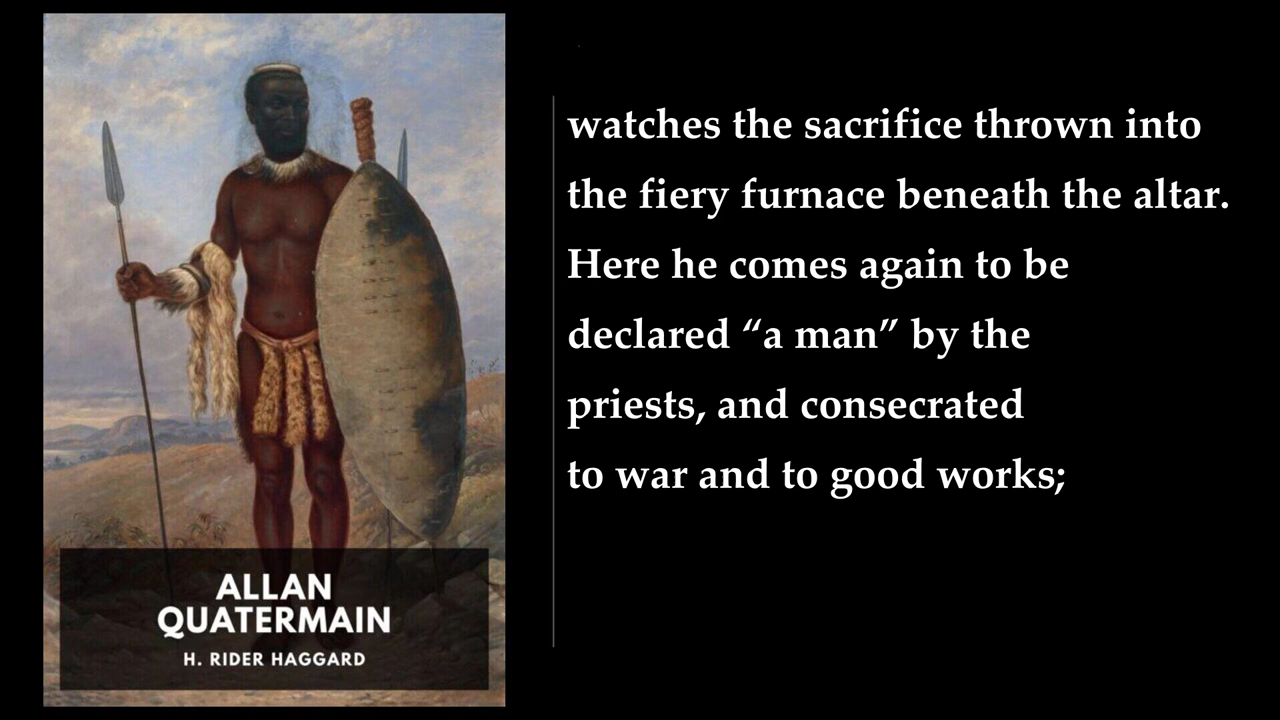 ALLAN
QUATERMAIN
H. RIDER HAGGARD
watches the sacrifice thrown into
the fiery furnace beneath the altar.
Here he comes again to be
declared “a man” by the
priests, and consecrated
to war and to good works;